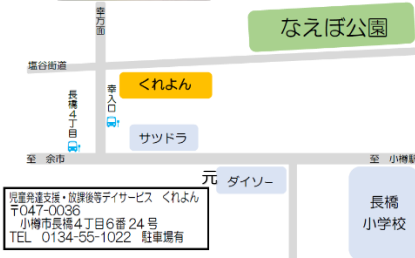 幸方面
なえぼ公園
塩谷街道
くれよん
長橋4丁目
幸入口
サツドラ
至 余市
至 小樽駅
元
ダイソー
長橋
小学校
児童発達支援・放課後等デイサービス くれよん
〒047-0036
小樽市長橋4丁目6番24号
TEL 0134-55-1022 駐車場有